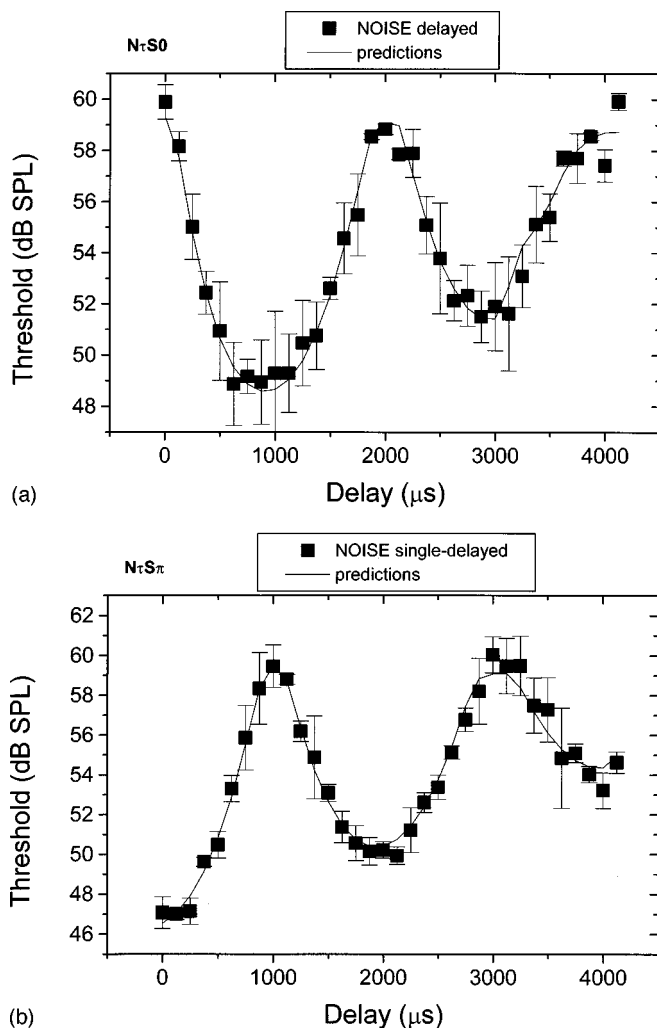 NτS0
NOISE delayed
predictions
60
58
56
54
52
50
48
Threshold (dB SPL)
0 1000 2000 3000 4000
(a)
Delay (μs)
NτSπ
NOISE single-delayed
predictions
62
60
58
56
54
52
50
48
46
Threshold (dB SPL)
0 1000 2000 3000 4000
(b)
Delay (μs)